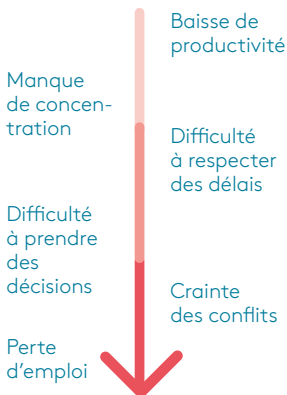 Baisse de
productivité
Manque
de concen-
tration
Difficulté
à respecter
des délais
Difficulté
à prendre
des
décisions
Crainte
des conflits
Perte
d'emploi